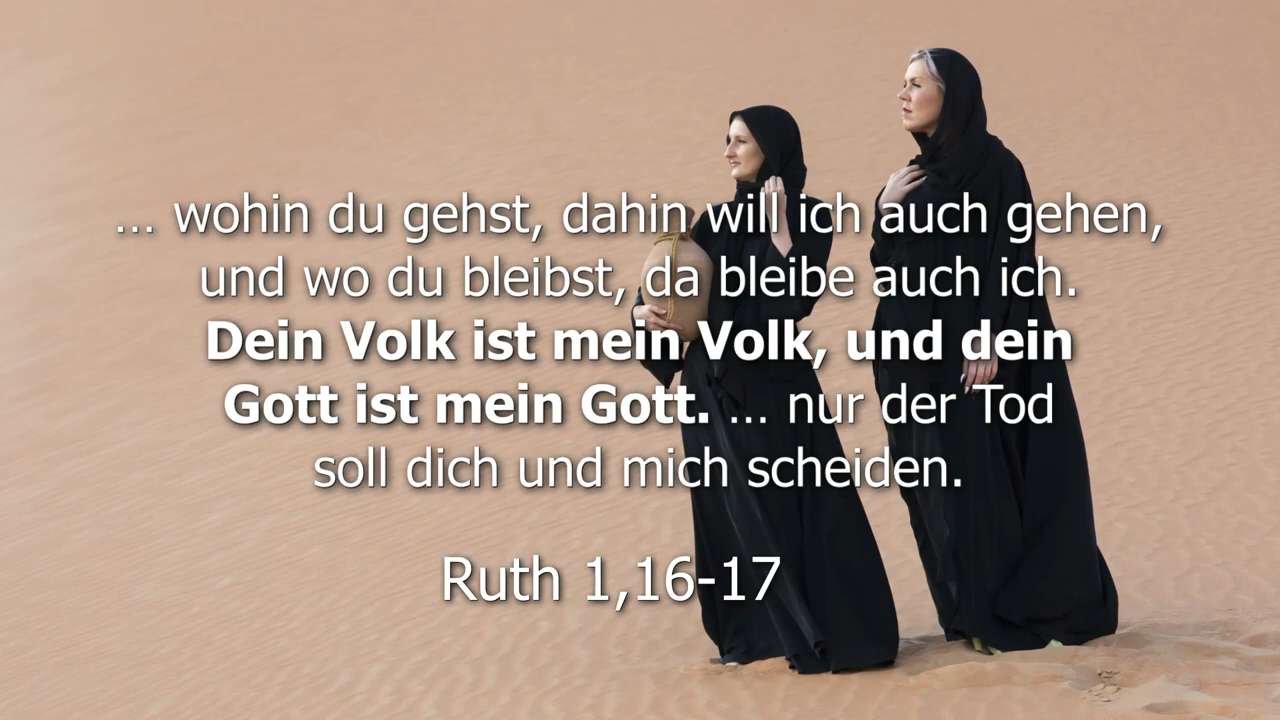 … wohin du gehst, dahin will ich auch gehen,
und wo du bleibst, da bleibe auch ich.
Dein Volk ist mein Volk, und dein
Gott ist mein Gott. … nur der Tod
soll dich und mich scheiden.
Ruth 1,16-17